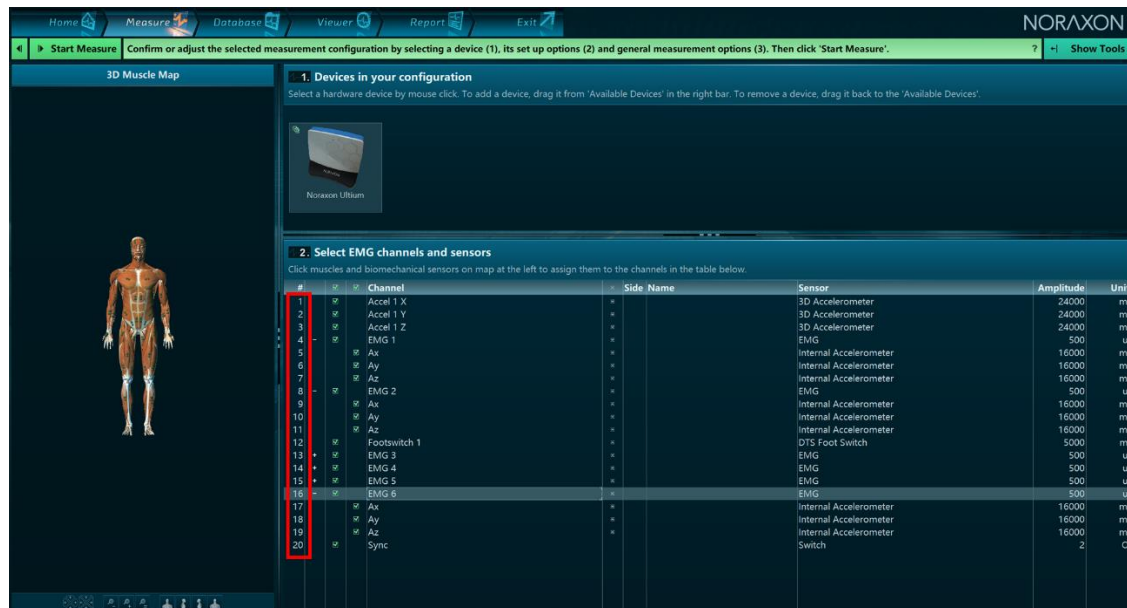 Home Measure Database Viewer Report Exit NORAXON
Start Measure Confirm or adjust the selected measurement configuration by selecting a device (1), its set up options (2) and general measurement options (3). Then click 'Start Measure'. ? Show Tools
3D Muscle Map
1. Devices in your configuration
Select a hardware device by mouse click. To add a device, drag it from 'Available Devices' in the right bar. To remove a device, drag it back to the 'Available Devices'.
NORAXON
Noraxon Ultium
2. Select EMG channels and sensors
Click muscles and biomechanical sensors on map at the left to assign them to the channels in the table below.
# Channel Side Name Sensor Amplitude Uni
1 Accel 1 X 3D Accelerometer 24000 m
2 Accel 1 Y 3D Accelerometer 24000 m
3 Accel 1 Z 3D Accelerometer 24000 m
4 - EMG 1 EMG 500 u
5 Ax Internal Accelerometer 16000 m
6 Ay Internal Accelerometer 16000 m
7 Az Internal Accelerometer 16000 m
8 - EMG 2 EMG 500 u
9 Ax Internal Accelerometer 16000 m
10 Ay Internal Accelerometer 16000 m
11 Az Internal Accelerometer 16000 m
12 Footswitch 1 DTS Foot Switch 5000 m
13 + EMG 3 EMG 500 u
14 + EMG 4 EMG 500 u
15 + EMG 5 EMG 500 u
16 - EMG 6 EMG 500 u
17 Ax Internal Accelerometer 16000 m
18 Ay Internal Accelerometer 16000 m
19 Az Internal Accelerometer 16000 m
20 Sync Switch 2 C